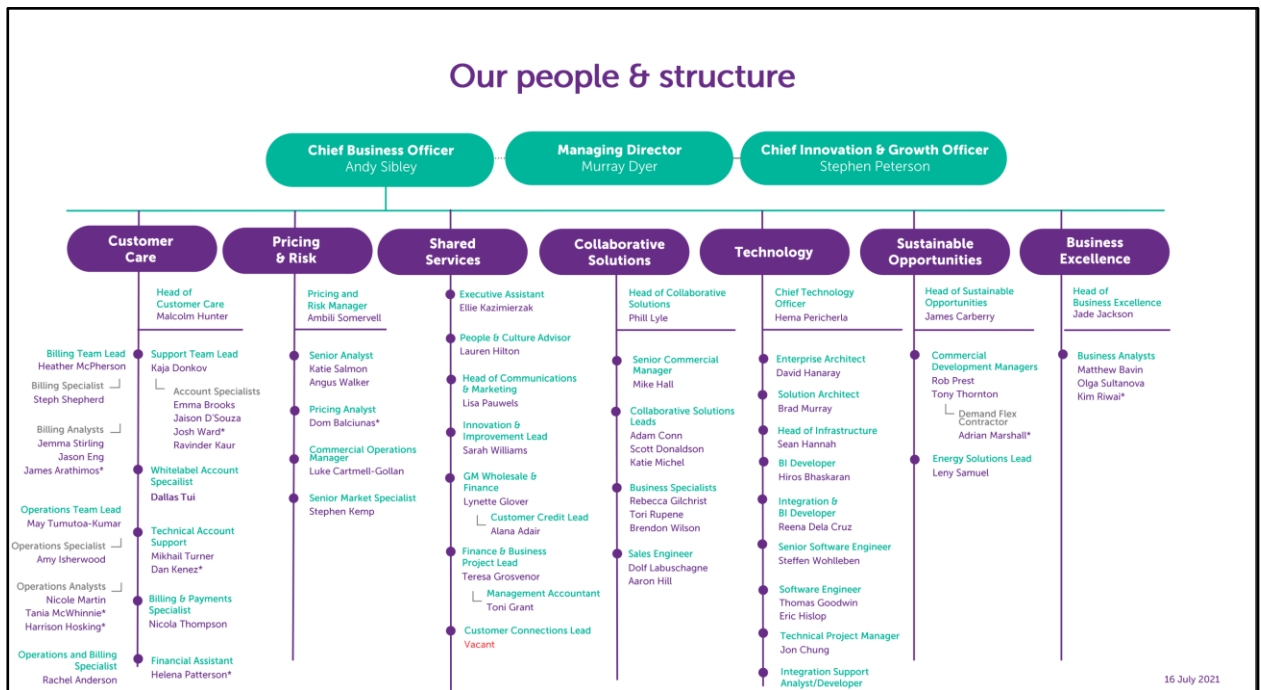 Our people & structure
Chief Business Officer
Andy Sibley
Managing Director
Murray Dyer
Chief Innovation & Growth Officer
Stephen Peterson
Customer
Care
Pricing
& Risk
Shared
Services
Collaborative
Solutions
Technology
Sustainable
Opportunities
Business
Excellence
Head of
Customer Care
Malcolm Hunter
Billing Team Lead
Heather McPherson
Billing Specialist
Steph Shepherd
Billing Analysts
Jemma Stirling
Jason Eng
James Arathimos*
Operations Team Lead
May Tumutoa-Kumar
Operations Specialist
Amy Isherwood
Operations Analysts
Nicole Martin
Tania McWhinnie*
Harrison Hosking*
Operations and Billing
Specialist
Rachel Anderson
Support Team Lead
Kaja Donkov
Account Specialists
Emma Brooks
Jaison D'Souza
Josh Ward*
Ravinder Kaur
Whitelabel Account
Specailist
Dallas Tui
Technical Account
Support
Mikhail Turner
Dan Kenez*
Billing & Payments
Specialist
Nicola Thompson
Financial Assistant
Helena Patterson*
Pricing and
Risk Manager
Ambili Somervell
Senior Analyst
Katie Salmon
Angus Walker
Pricing Analyst
Dom Balciunas*
Commercial Operations
Manager
Luke Cartmell-Gollan
Senior Market Specialist
Stephen Kemp
Executive Assistant
Ellie Kazimierzak
People & Culture Advisor
Lauren Hilton
Head of Communications
& Marketing
Lisa Pauwels
Innovation &
Improvement Lead
Sarah Williams
GM Wholesale &
Finance
Lynette Glover
Customer Credit Lead
Alana Adair
Finance & Business
Project Lead
Teresa Grosvenor
Management Accountant
Toni Grant
Customer Connections Lead
Vacant
Head of Collaborative
Solutions
Phill Lyle
Senior Commercial
Manager
Mike Hall
Collaborative Solutions
Leads
Adam Conn
Scott Donaldson
Katie Michel
Business Specialists
Rebecca Gilchrist
Tori Rupene
Brendon Wilson
Sales Engineer
Dolf Labuschagne
Aaron Hill
Chief Technology
Officer
Hema Pericherla
Enterprise Architect
David Hanaray
Solution Architect
Brad Murray
Head of Infrastructure
Sean Hannah
BI Developer
Hiros Bhaskaran
Integration &
BI Developer
Reena Dela Cruz
Senior Software Engineer
Steffen Wohlleben
Software Engineer
Thomas Goodwin
Eric Hislop
Technical Project Manager
Jon Chung
Integration Support
Analyst/Developer
Head of Sustainable
Opportunities
James Carberry
Commercial
Development Managers
Rob Prest
Tony Thornton
Demand Flex
Contractor
Adrian Marshall*
Energy Solutions Lead
Leny Samuel
Head of
Business Excellence
Jade Jackson
Business Analysts
Matthew Bavin
Olga Sultanova
Kim Riwai*
16 July 2021